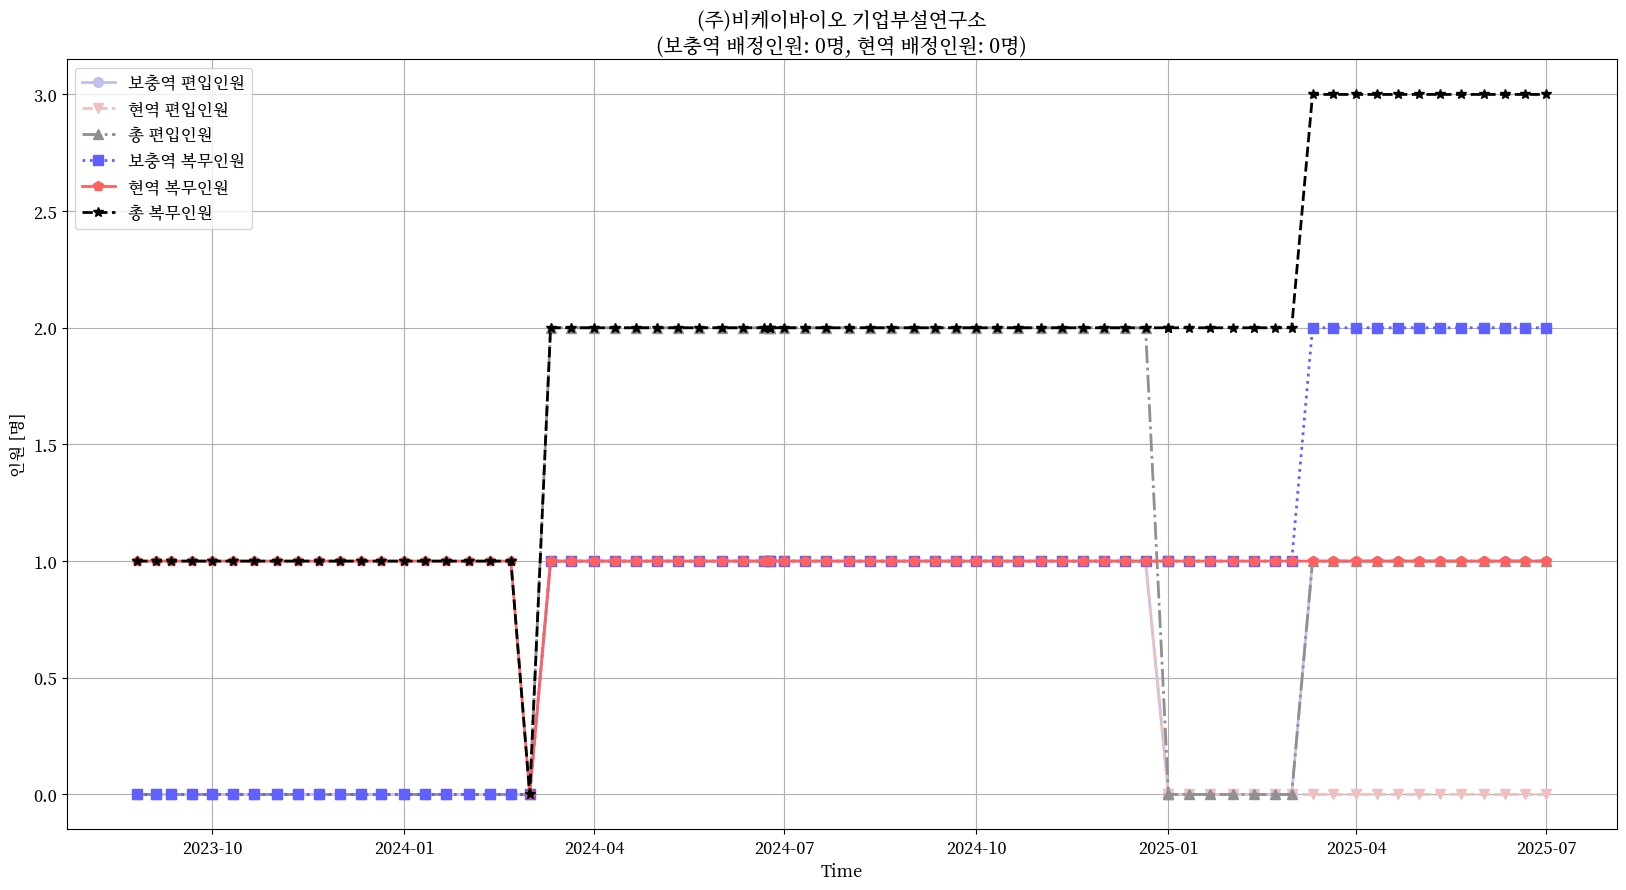 (주)비케이바이오 기업부설연구소
(보충역 배정인원: 0명, 현역 배정인원: 0명)
보충역 편입인원
현역 편입인원
총 편입인원
보충역 복무인원
현역 복무인원
총 복무인원
3.0
2.5
2.0
1.5
1.0
0.5
0.0
인원 [명]
2023-10
2024-01
2024-04
2024-07
2024-10
2025-01
2025-04
2025-07
Time